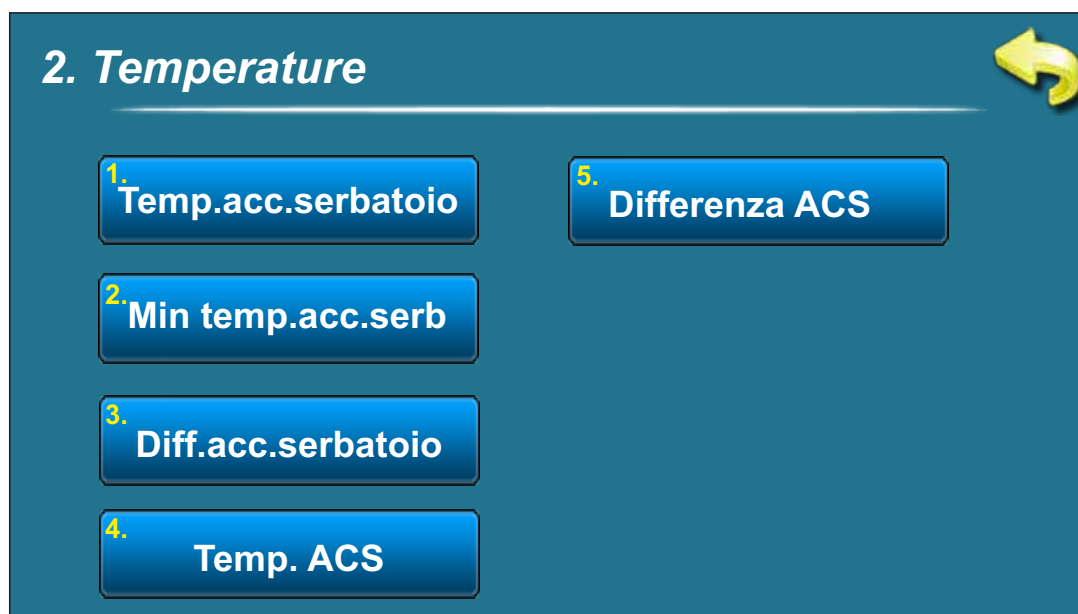 2. Temperature
1.
Temp.acc.serbatoio
2.
Min temp.acc.serb
3.
Diff.acc.serbatoio
4.
Temp. ACS
5.
Differenza ACS